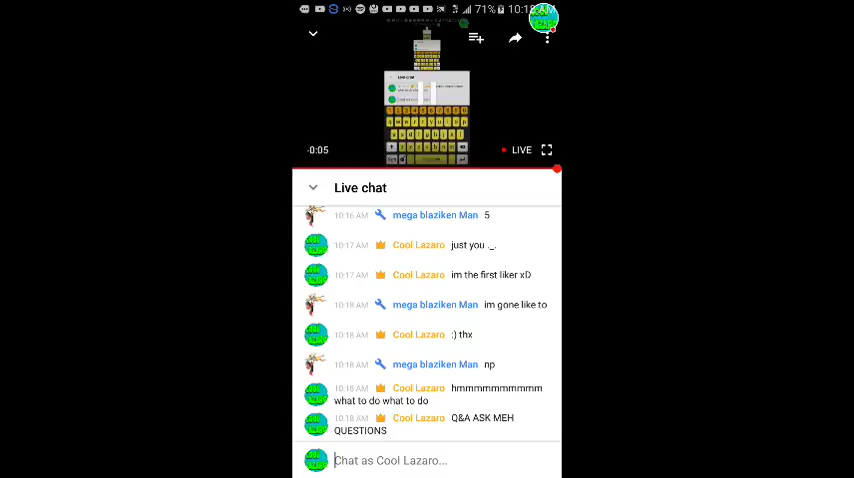 71% 10:18 AM
Live chat
-0:05
LIVE
Live chat
10:16 AM mega blaziken Man 5
10:17 AM Cool Lazaro just you ._.
10:17 AM Cool Lazaro im the first liker xD
10:18 AM mega blaziken Man im gone like to
10:18 AM Cool Lazaro :) thx
10:18 AM mega blaziken Man np
10:18 AM Cool Lazaro hmmmmmmmmmm
what to do what to do
10:18 AM Cool Lazaro Q&A ASK MEH
QUESTIONS
Chat as Cool Lazaro...